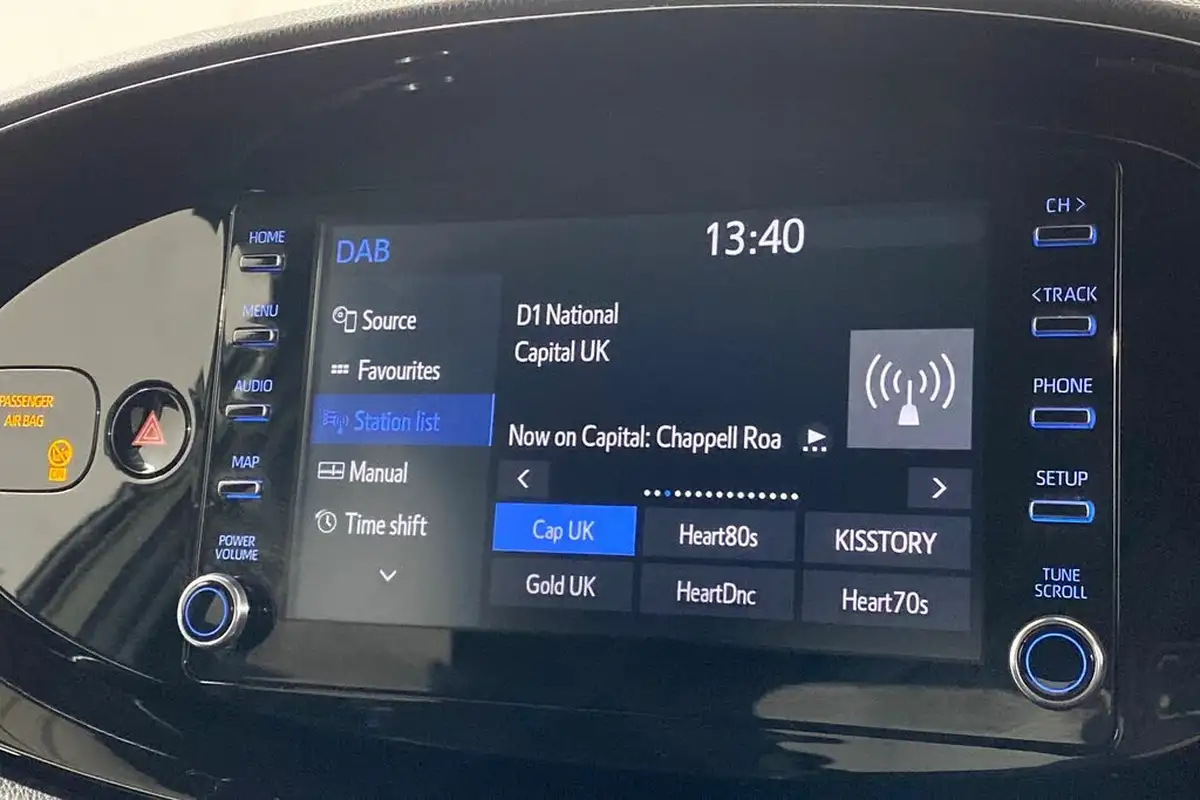 PASSENGER
AIR BAG
HOME
MENU
AUDIO
MAP
POWER
VOLUME
DAB
13:40
Source
Favourites
Station list
Manual
Time shift
D1 National
Capital UK
Now on Capital: Chappell Roa
Cap UK
Heart80s
KISSTORY
Gold UK
HeartDnc
Heart70s
CH >
<TRACK
PHONE
SETUP
TUNE
SCROLL